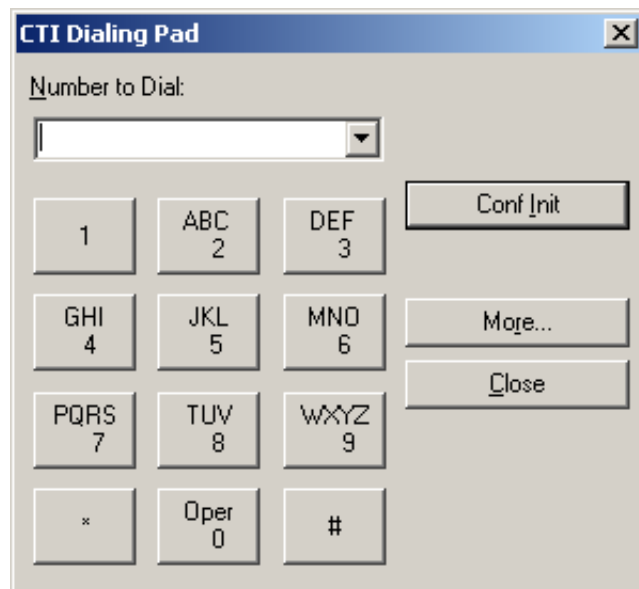 CTI Dialing Pad
Number to Dial:
Conf Init
1
ABC
2
DEF
3
GHI
4
JKL
5
MNO
6
More...
Close
PQRS
7
TUV
8
WXYZ
9
*
Oper
0
#